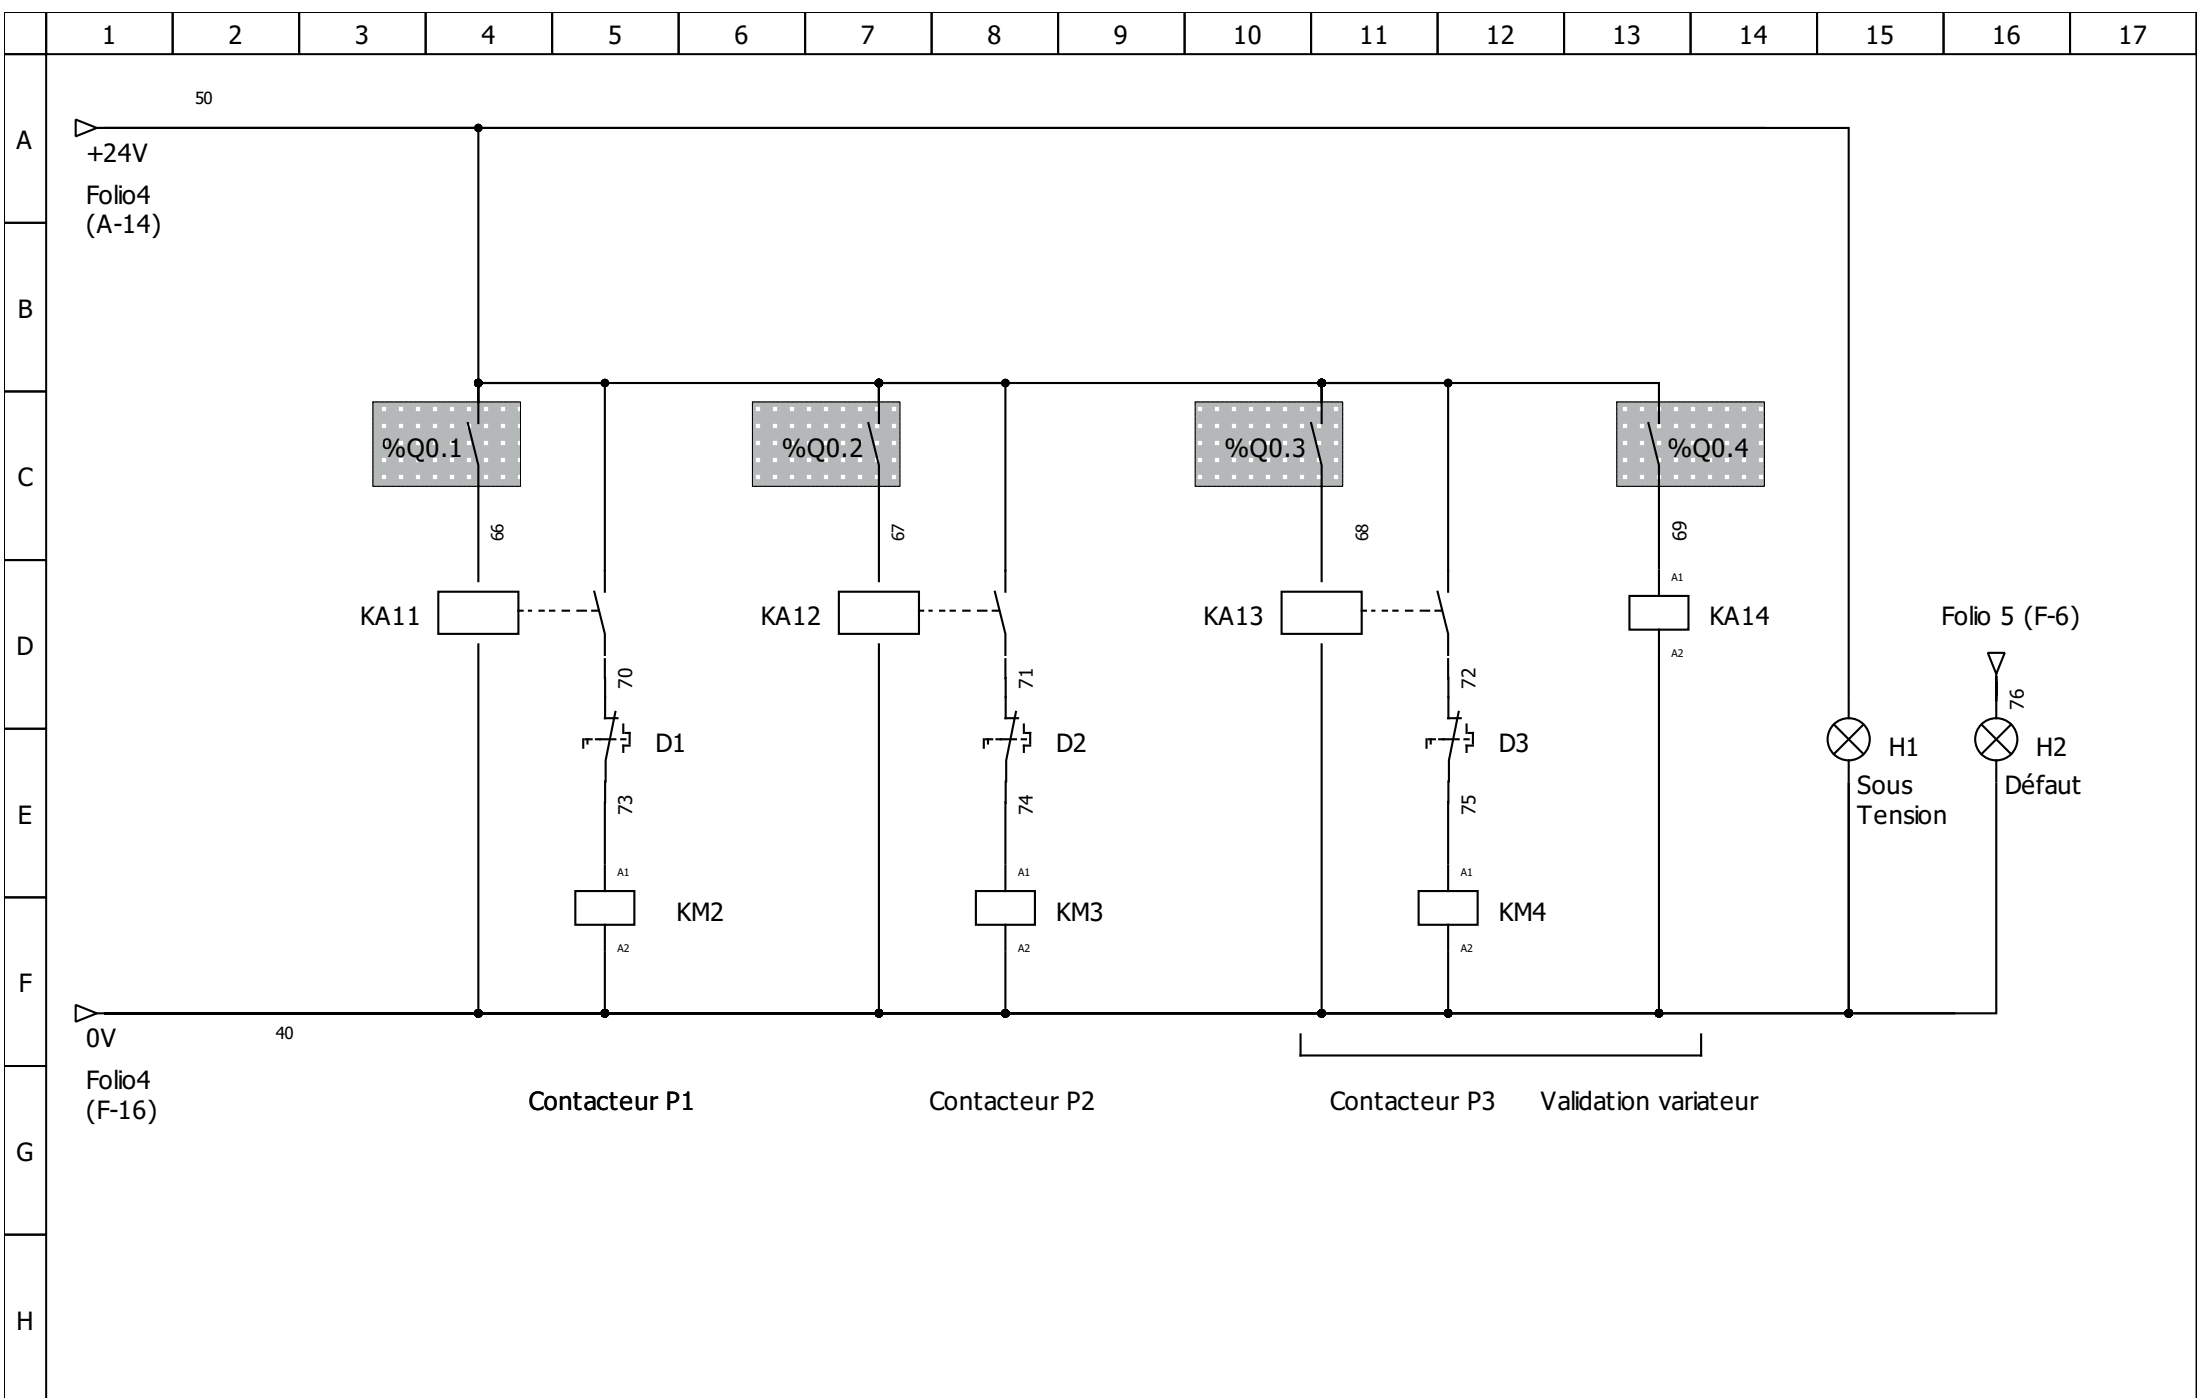 1 2 3 4 5 6 7 8 9 10 11 12 13 14 15 16 17
A
50
+24V
Folio4
(A-14)
B
C
%Q0.1
%Q0.2
%Q0.3
%Q0.4
66
67
68
69
D
KA11
KA12
KA13
A1
KA14
A2
Folio 5 (F-6)
70
71
72
76
D1
D2
D3
H1
Sous
Tension
H2
Défaut
E
73
74
75
A1
A1
A1
KM2
KM3
KM4
A2
A2
A2
F
0V
40
Folio4
(F-16)
Contacteur P1
Contacteur P2
Contacteur P3
Validation variateur
G
H